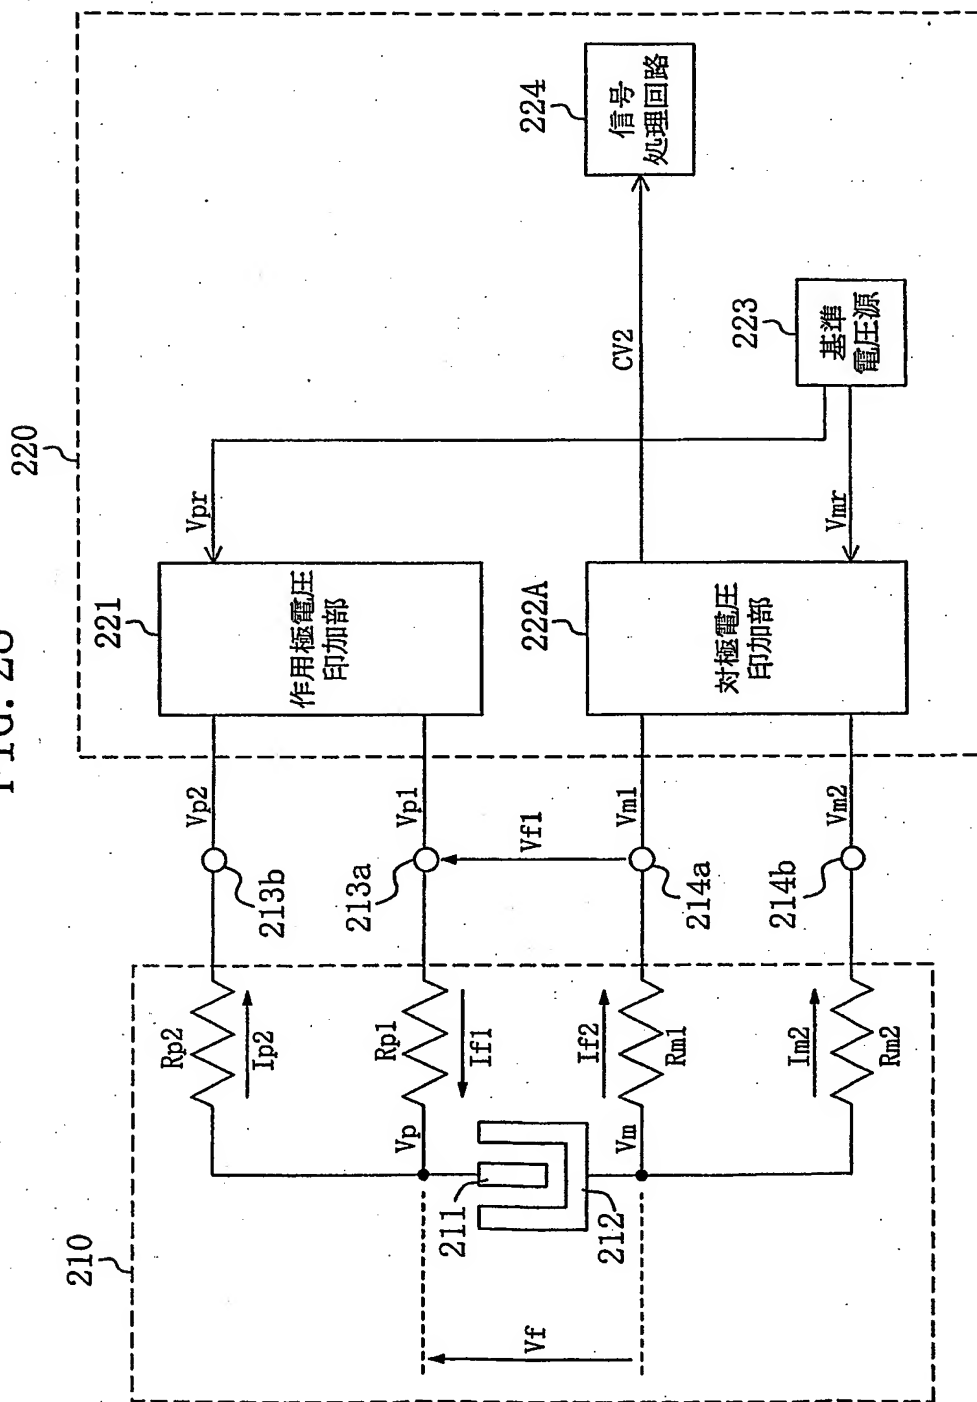 220
224
信号
処理回路
CV2
223
基準
電圧源
Vpr
Vmr
221
作用極電圧
印加部
222A
対極電圧
印加部
Vp2
Vp1
Vm1
Vm2
Vf1
213b
213a
214a
214b
210
Rp2
Ip2
Rp1
If1
If2
Rm1
Im2
Rm2
Vp
Vm
211
212
Vf